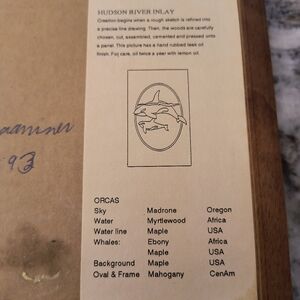 HUDSON RIVER INLAY
Creation begins when a rough sketch is refined into
a precise line drawing. Then, the woods are carefully
chosen, cut, assembled, cemented and pressed onto
a panel. This picture has a hand rubbed teak oil
finish. For care, oil twice a year with lemon oil.
93
ORCAS
Sky Madrone Oregon
Water Myrtlewood Africa
Water line Maple USA
Whales: Ebony Africa
Maple USA
Background Maple USA
Oval & Frame Mahogany CenAm